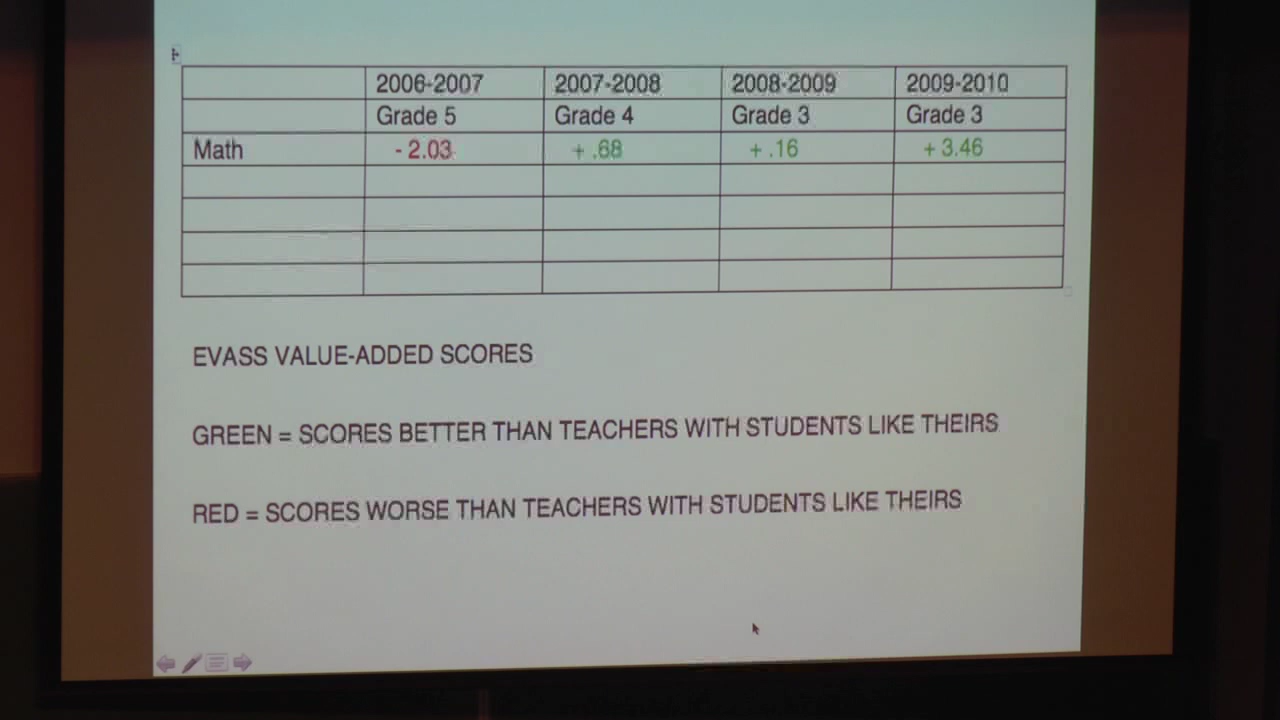 2006-2007 2007-2008 2008-2009 2009-2010
Grade 5 Grade 4 Grade 3 Grade 3
Math - 2.03 + .68 + .16 + 3.46
EVASS VALUE-ADDED SCORES
GREEN = SCORES BETTER THAN TEACHERS WITH STUDENTS LIKE THEIRS
RED = SCORES WORSE THAN TEACHERS WITH STUDENTS LIKE THEIRS